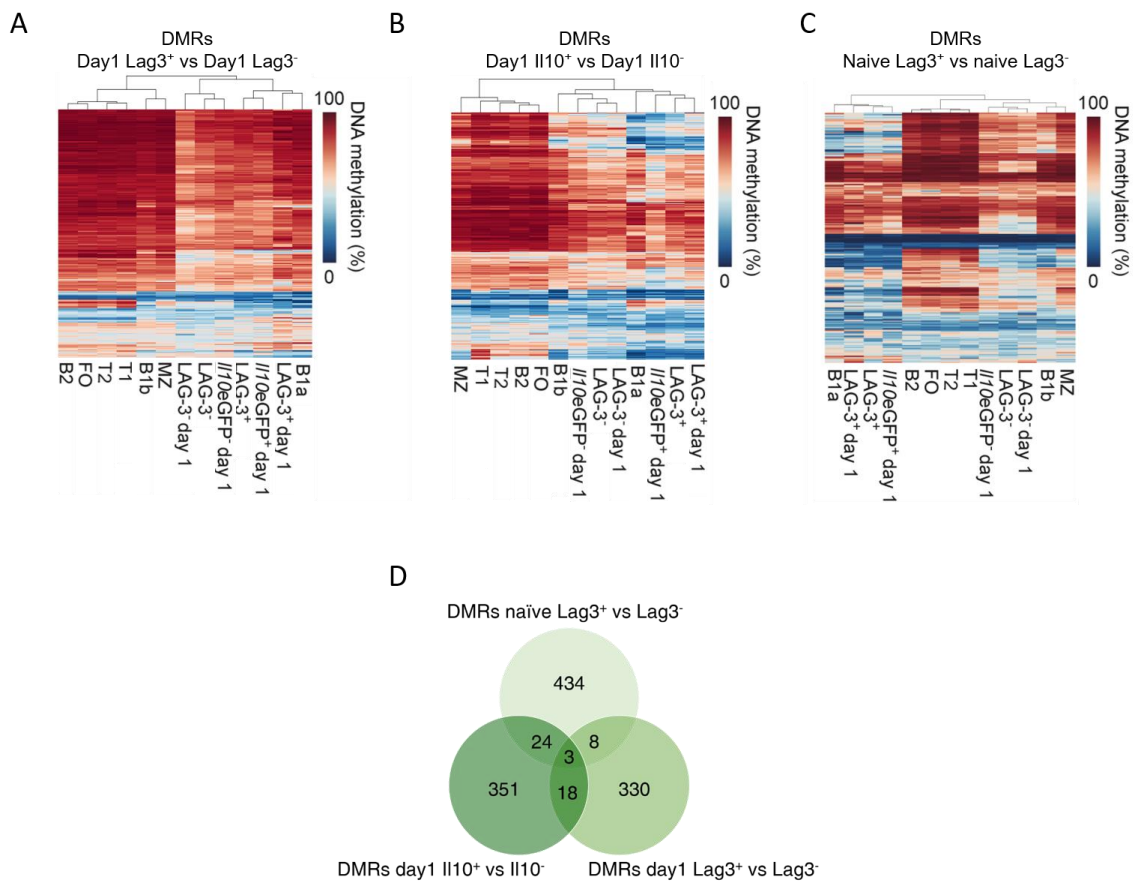 A
DMRs
Day1 Lag3⁺ vs Day1 Lag3⁻
100
0
DNA methylation (%)
B2
FO
T2
T1
B1b
MZ
LAG-3⁻ day 1
LAG-3⁻
Il10eGFP⁻ day 1
LAG-3⁺
Il10eGFP⁺ day 1
LAG-3⁺ day 1
B1a
B
DMRs
Day1 Il10⁺ vs Day1 Il10⁻
100
0
DNA methylation (%)
MZ
T1
T2
B2
FO
B1b
Il10eGFP⁻ day 1
LAG-3⁻
LAG-3⁻ day 1
B1a
Il10eGFP⁺ day 1
LAG-3⁺
LAG-3⁺ day 1
C
DMRs
Naive Lag3⁺ vs naive Lag3⁻
100
0
DNA methylation (%)
B1a
LAG-3⁺ day 1
LAG-3⁺
Il10eGFP⁺ day 1
B2
FO
T2
T1
Il10eGFP⁻ day 1
LAG-3⁻
LAG-3⁻ day 1
B1b
MZ
D
DMRs naïve Lag3⁺ vs Lag3⁻
434
24
8
3
351
18
330
DMRs day1 Il10⁺ vs Il10⁻
DMRs day1 Lag3⁺ vs Lag3⁻